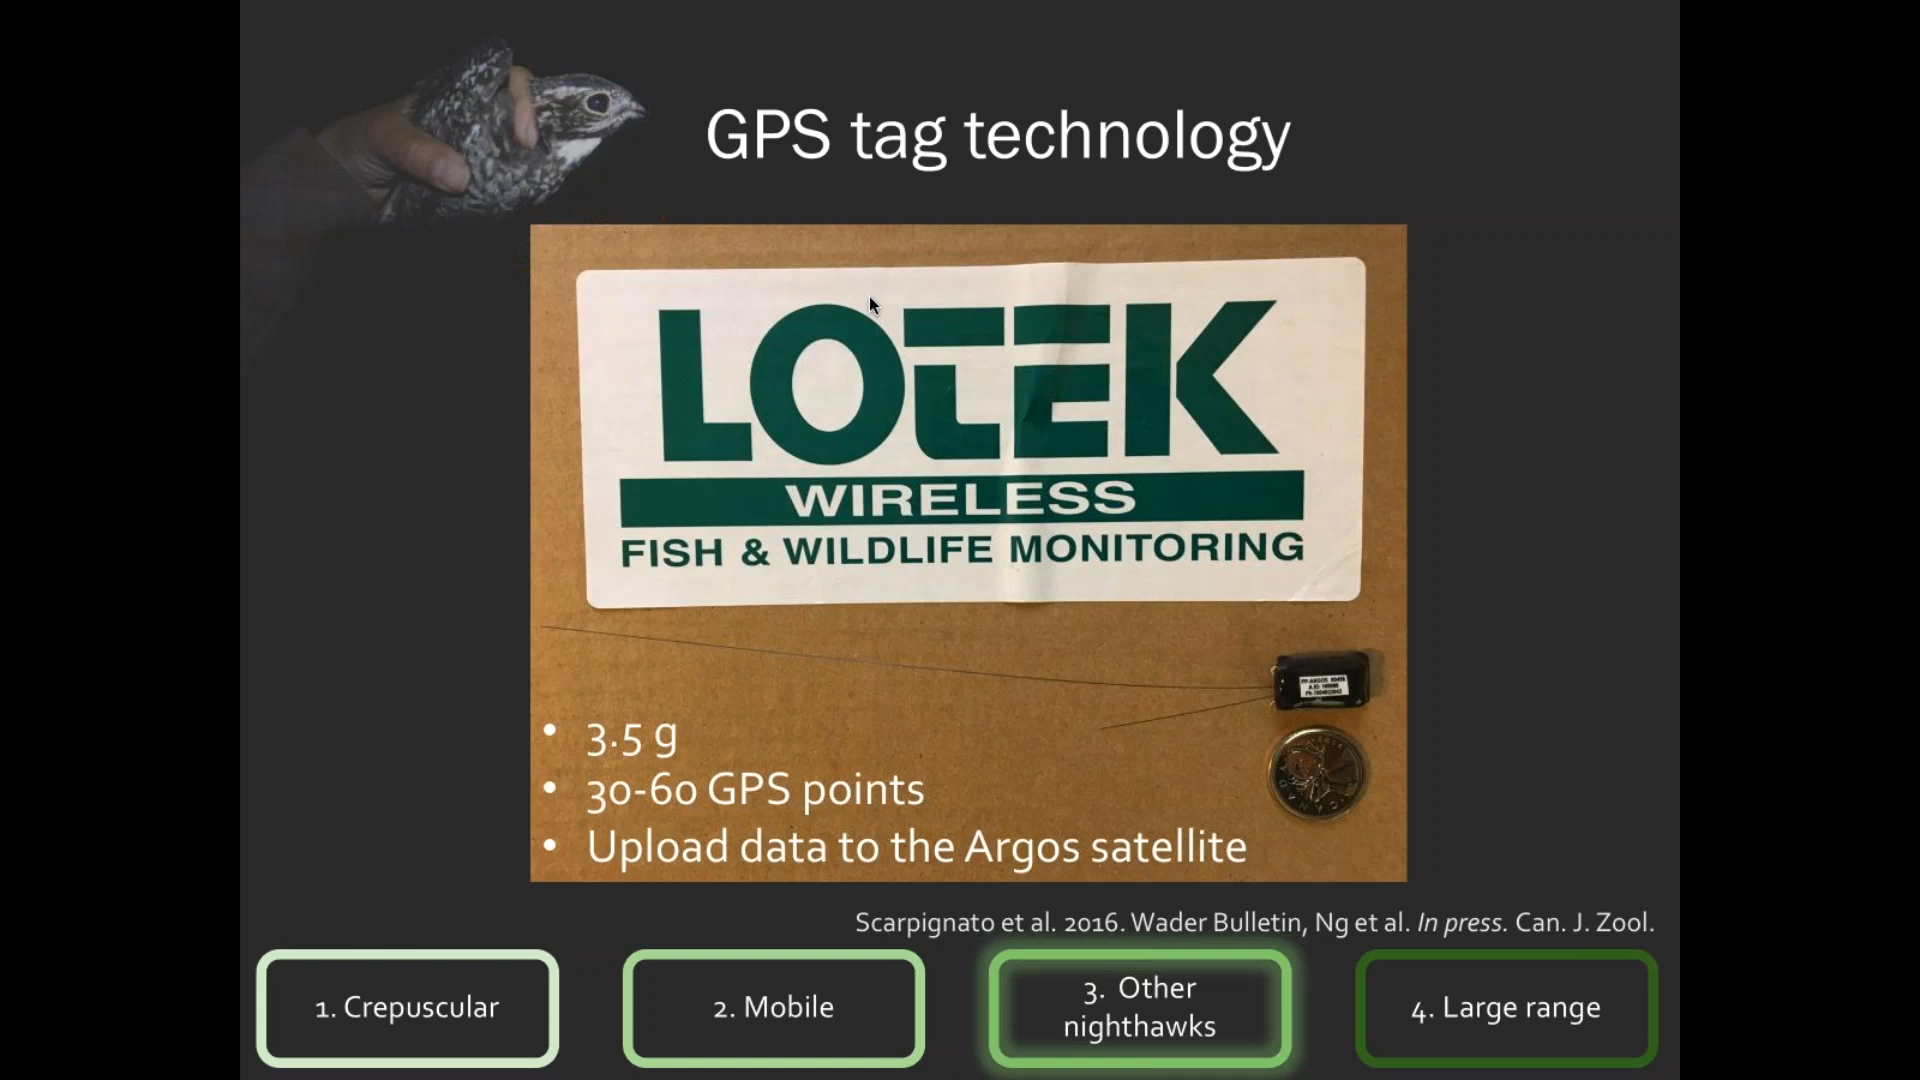 GPS tag technology
LOTEK
WIRELESS
FISH & WILDLIFE MONITORING
• 3.5 g
• 30-60 GPS points
• Upload data to the Argos satellite
Scarpignato et al. 2016. Wader Bulletin, Ng et al. In press. Can. J. Zool.
1. Crepuscular
2. Mobile
3. Other
nighthawks
4. Large range